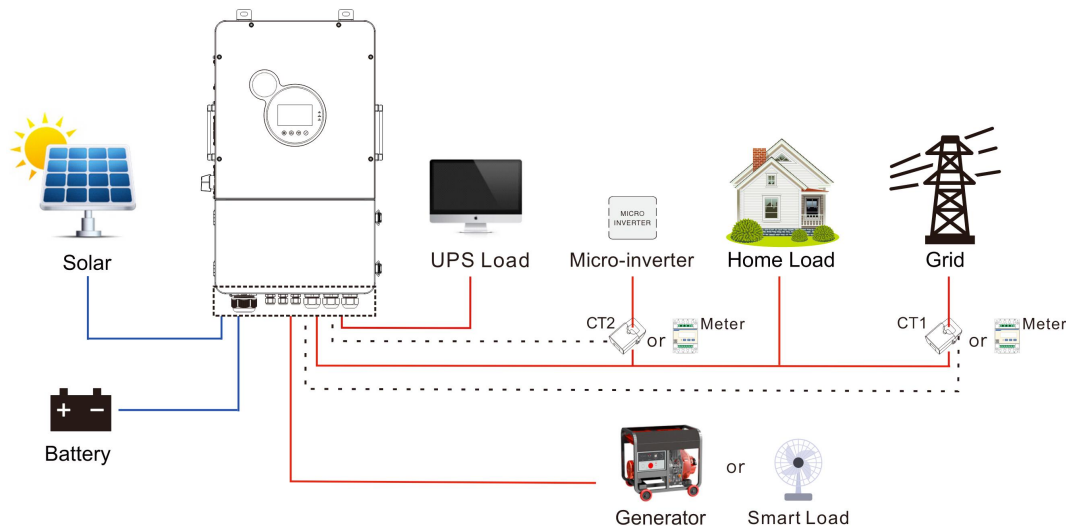 MICRO
INVERTER
Solar
UPS Load
Micro-inverter
Home Load
Grid
CT2
or
Meter
CT1
or
Meter
+ −
Battery
or
Generator
Smart Load